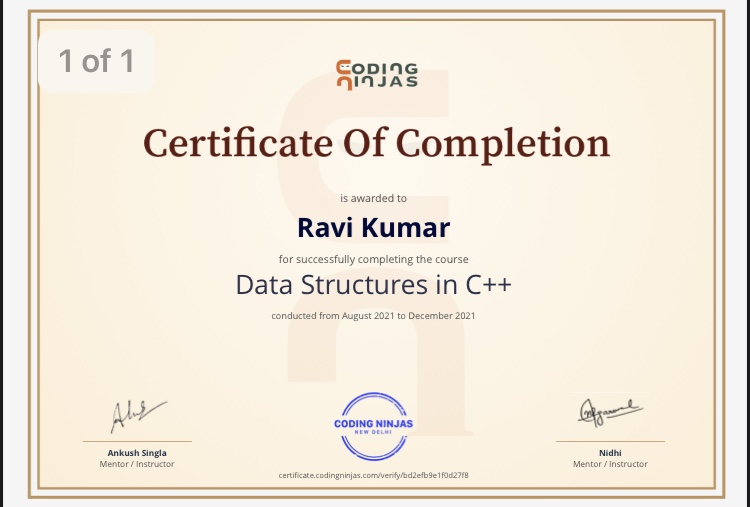 1 of 1
CODING
NINJAS
Certificate Of Completion
is awarded to
Ravi Kumar
for successfully completing the course
Data Structures in C++
conducted from August 2021 to December 2021
CODING NINJAS
NEW DELHI
Ankush Singla
Mentor / Instructor
Nidhi
Mentor / Instructor
certificate.codingninjas.com/verify/bd2efb9e1f0d27f8